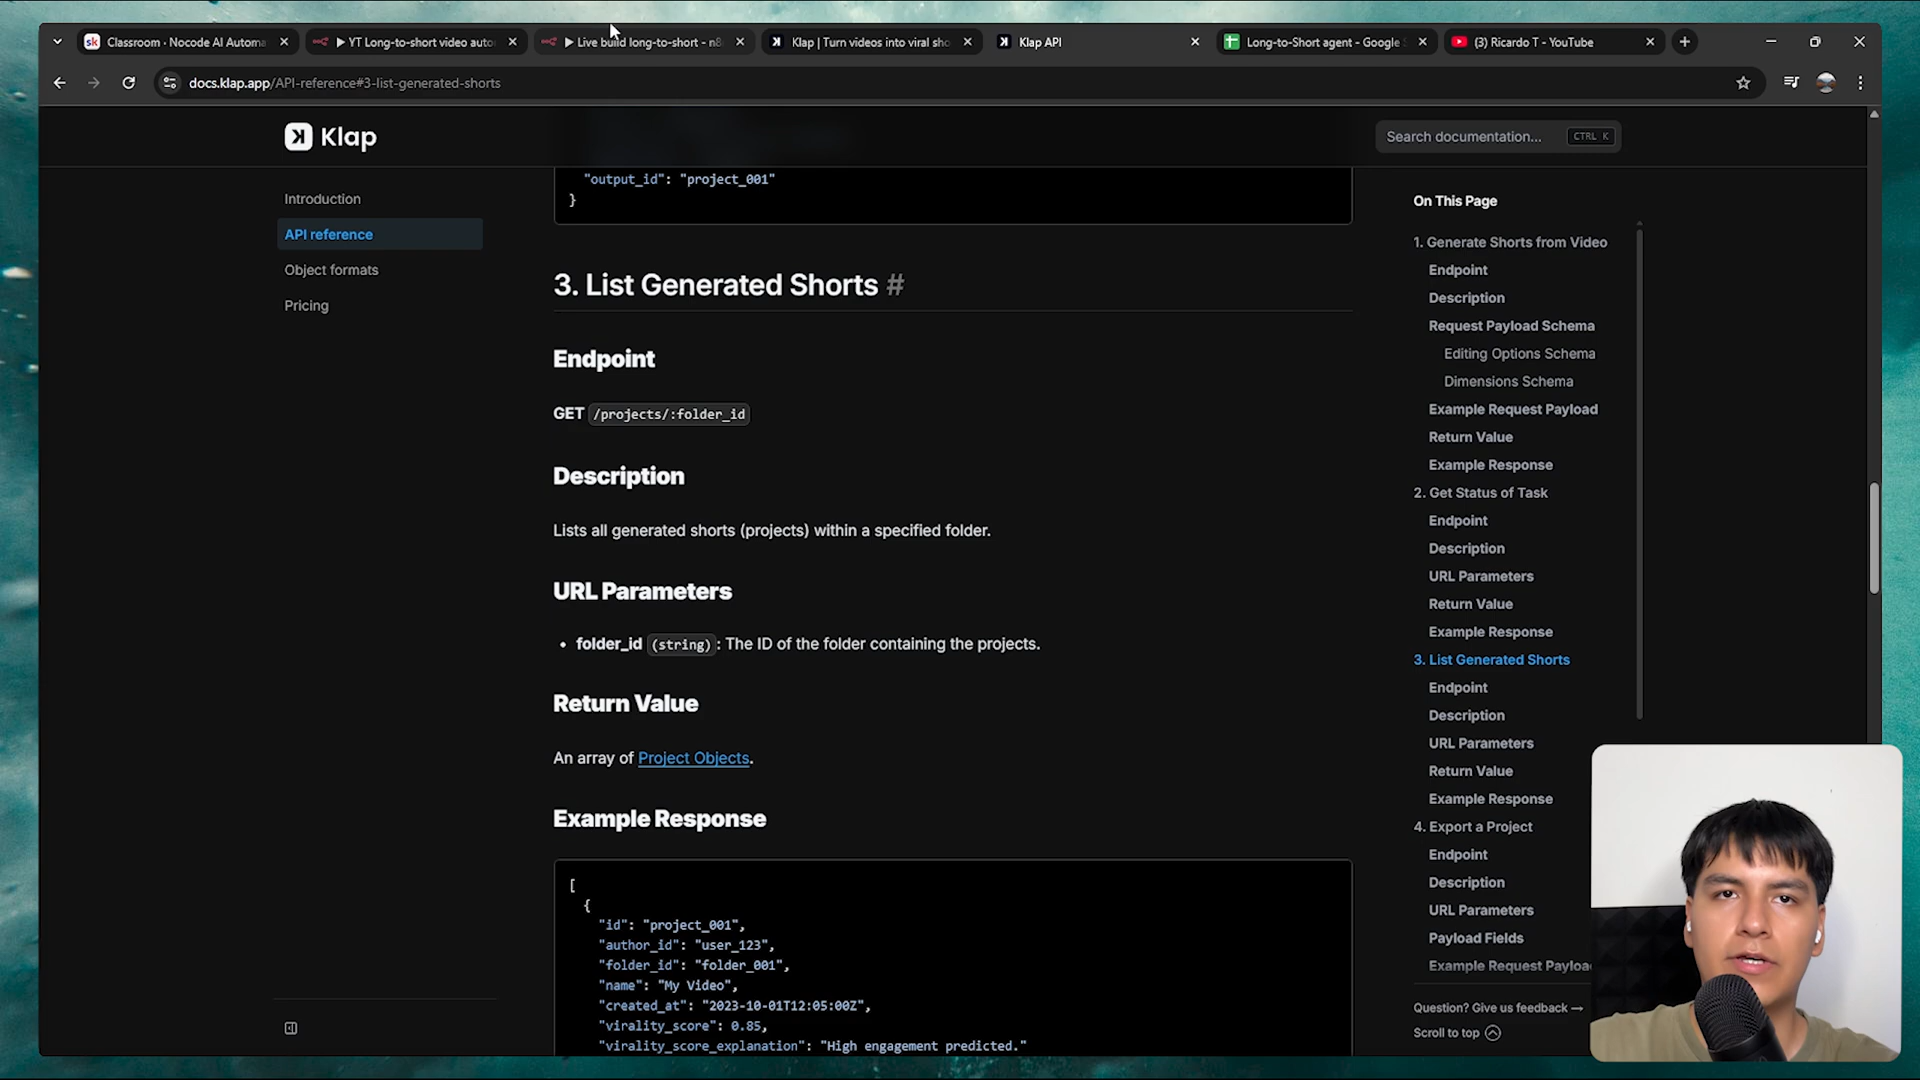 Classroom · Nocode AI Automa
▶ YT Long-to-short video auto
▶ Live build long-to-short - n8
Klap | Turn videos into viral sho
Klap API
Long-to-Short agent - Google S
(3) Ricardo T - YouTube
docs.klap.app/API-reference#3-list-generated-shorts
Klap
Search documentation...
CTRL K
Introduction
API reference
Object formats
Pricing
"output_id": "project_001"
}
3. List Generated Shorts #
Endpoint
GET /projects/:folder_id
Description
Lists all generated shorts (projects) within a specified folder.
URL Parameters
• folder_id (string): The ID of the folder containing the projects.
Return Value
An array of Project Objects.
Example Response
[
{
"id": "project_001",
"author_id": "user_123",
"folder_id": "folder_001",
"name": "My Video",
"created_at": "2023-10-01T12:05:00Z",
"virality_score": 0.85,
"virality_score_explanation": "High engagement predicted."
On This Page
1. Generate Shorts from Video
Endpoint
Description
Request Payload Schema
Editing Options Schema
Dimensions Schema
Example Request Payload
Return Value
Example Response
2. Get Status of Task
Endpoint
Description
URL Parameters
Return Value
Example Response
3. List Generated Shorts
Endpoint
Description
URL Parameters
Return Value
Example Response
4. Export a Project
Endpoint
Description
URL Parameters
Payload Fields
Example Request Payloa
Question? Give us feedback →
Scroll to top